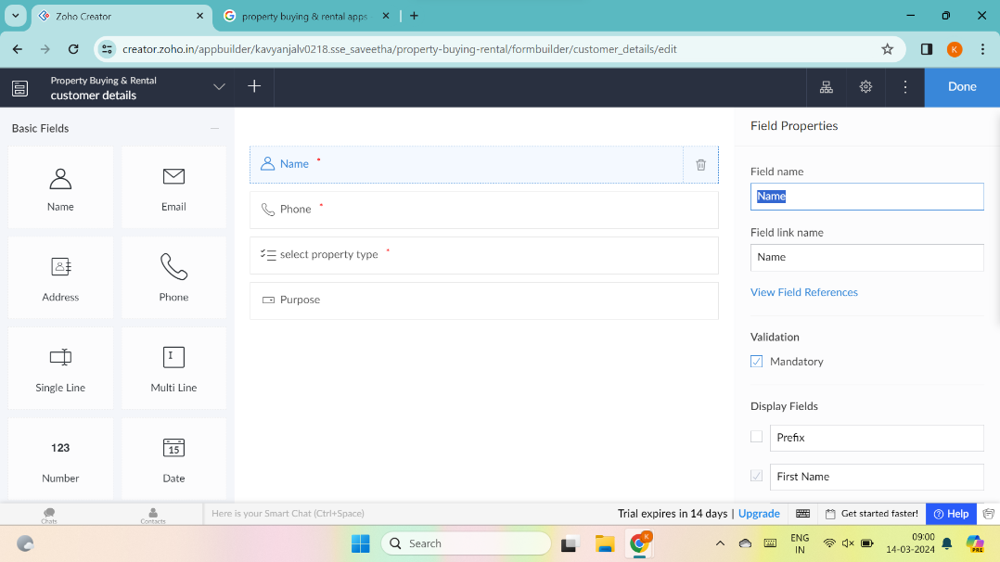 Zoho Creator
property buying & rental apps
creator.zoho.in/appbuilder/kavyanjalv0218.sse_saveetha/property-buying-rental/formbuilder/customer_details/edit
K
Property Buying & Rental
customer details
Done
Basic Fields
Name
Email
Address
Phone
Single Line
Multi Line
123
Number
15
Date
Name *
Phone *
select property type *
Purpose
Field Properties
Field name
Name
Field link name
Name
View Field References
Validation
Mandatory
Display Fields
Prefix
First Name
Chats
Contacts
Here is your Smart Chat (Ctrl+Space)
Trial expires in 14 days | Upgrade
Get started faster!
Help
Search
K
ENG
IN
09:00
14-03-2024
PRE